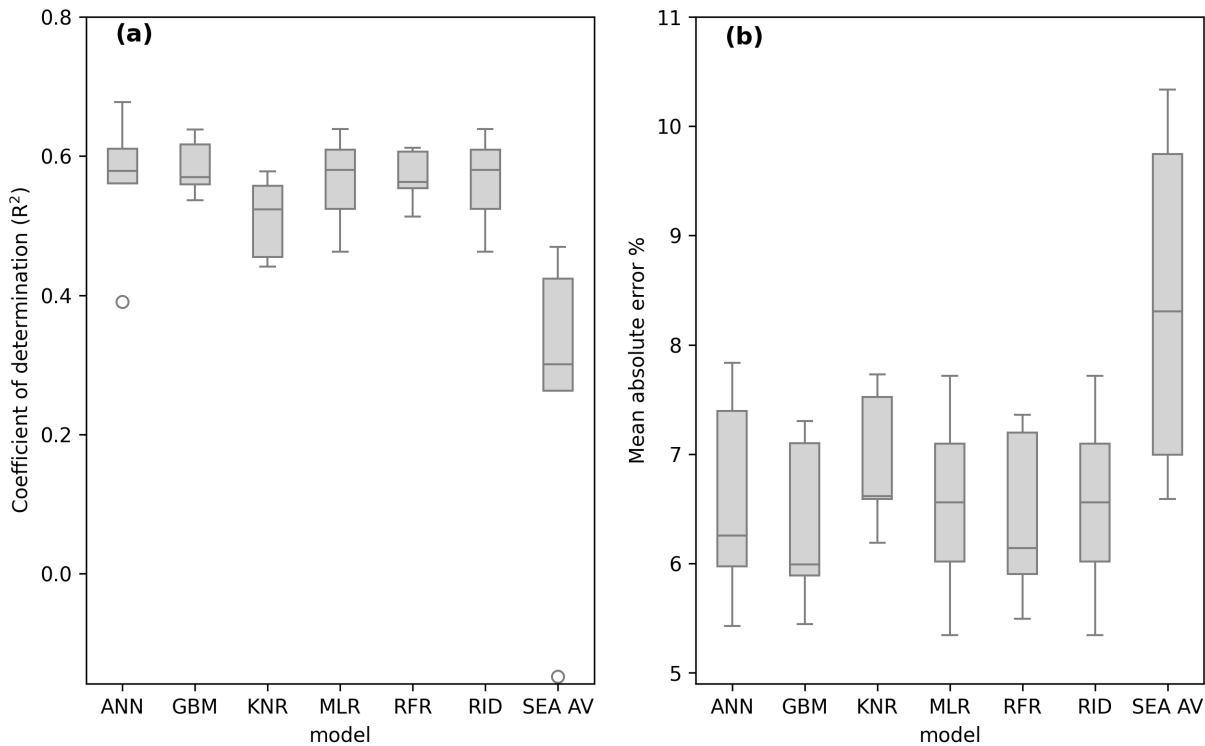 (a)
Coefficient of determination (R²)
0.8
0.6
0.4
0.2
0.0
ANN GBM KNR MLR RFR RID SEA AV
model
(b)
Mean absolute error %
11
10
9
8
7
6
5
ANN GBM KNR MLR RFR RID SEA AV
model